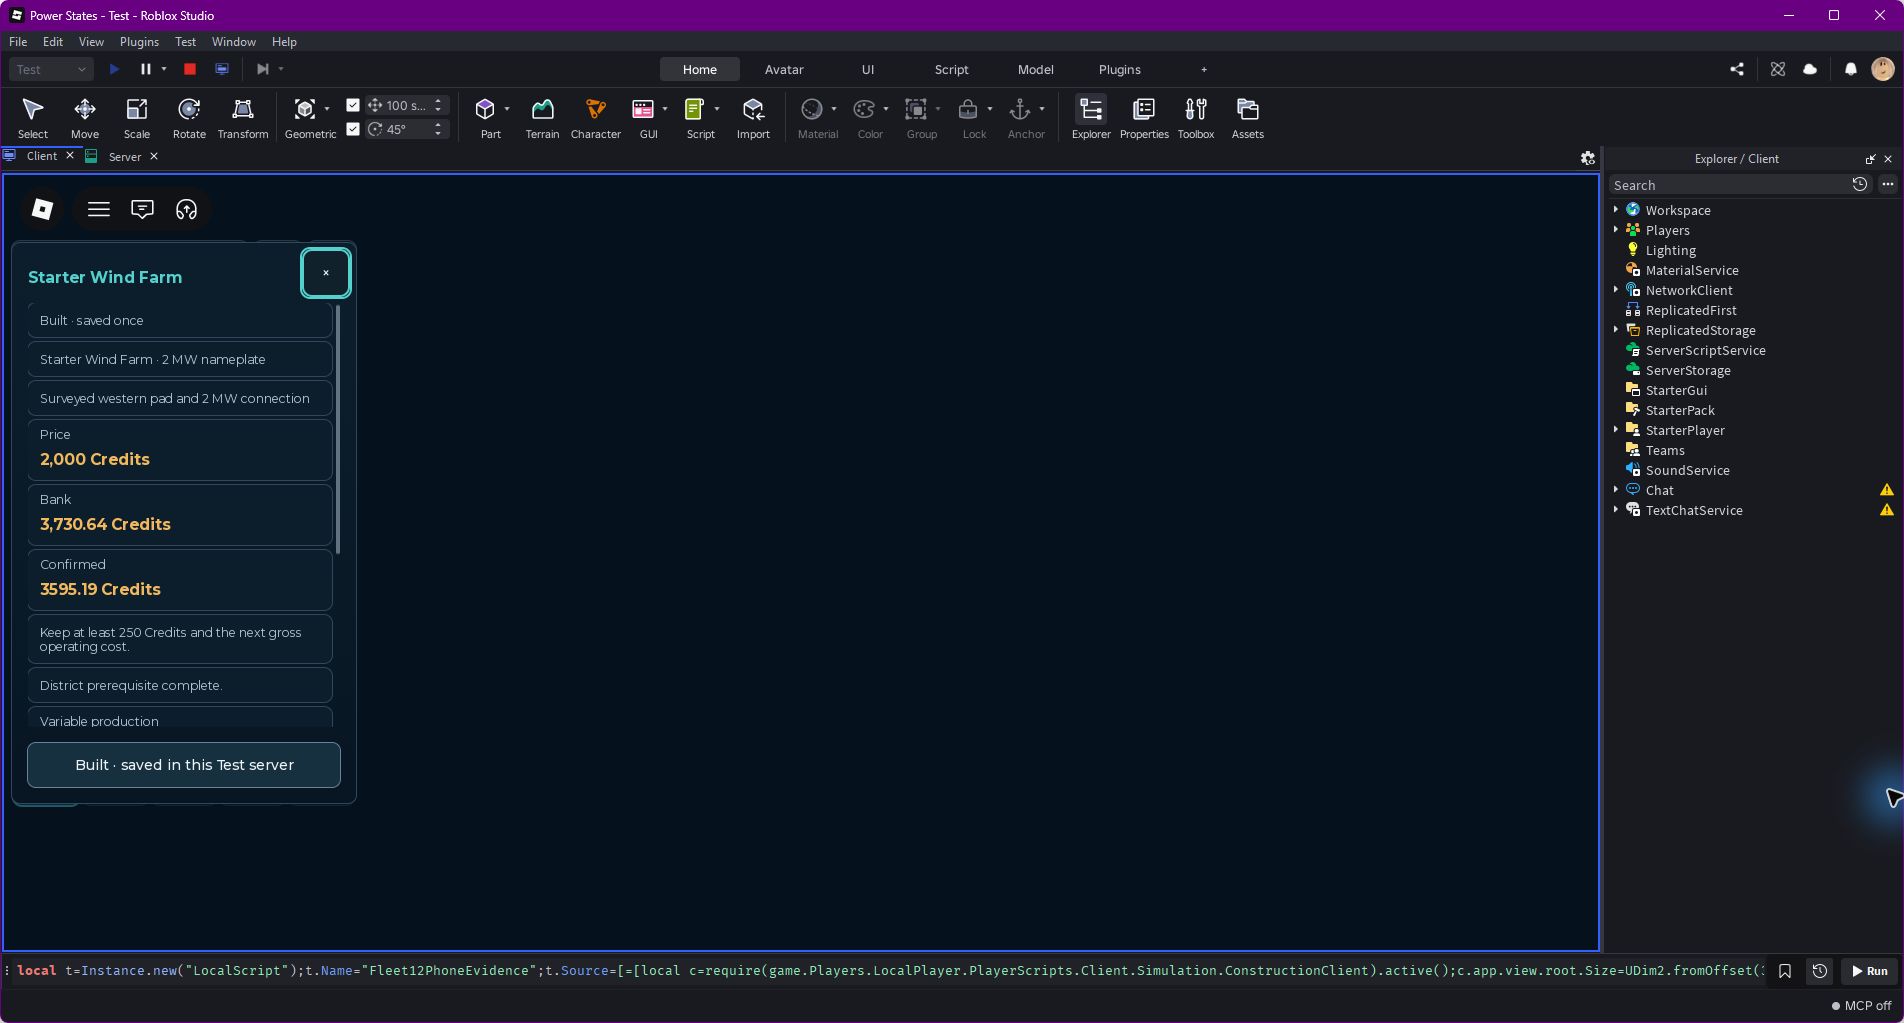 Power States - Test - Roblox Studio
File Edit View Plugins Test Window Help
Test
Home Avatar UI Script Model Plugins +
Select Move Scale Rotate Transform Geometric
100 s...
45°
Part Terrain Character GUI Script Import Material Color Group Lock Anchor Explorer Properties Toolbox Assets
Client × Server ×
Explorer / Client
Search
Workspace
Players
Lighting
MaterialService
NetworkClient
ReplicatedFirst
ReplicatedStorage
ServerScriptService
ServerStorage
StarterGui
StarterPack
StarterPlayer
Teams
SoundService
Chat
TextChatService
Starter Wind Farm
×
Built · saved once
Starter Wind Farm · 2 MW nameplate
Surveyed western pad and 2 MW connection
Price
2,000 Credits
Bank
3,730.64 Credits
Confirmed
3595.19 Credits
Keep at least 250 Credits and the next gross
operating cost.
District prerequisite complete.
Variable production
Built · saved in this Test server
local t=Instance.new("LocalScript");t.Name="Fleet12PhoneEvidence";t.Source=[=[local c=require(game.Players.LocalPlayer.PlayerScripts.Client.Simulation.ConstructionClient).active();c.app.view.root.Size=UDim2.fromOffset(
Run
MCP off